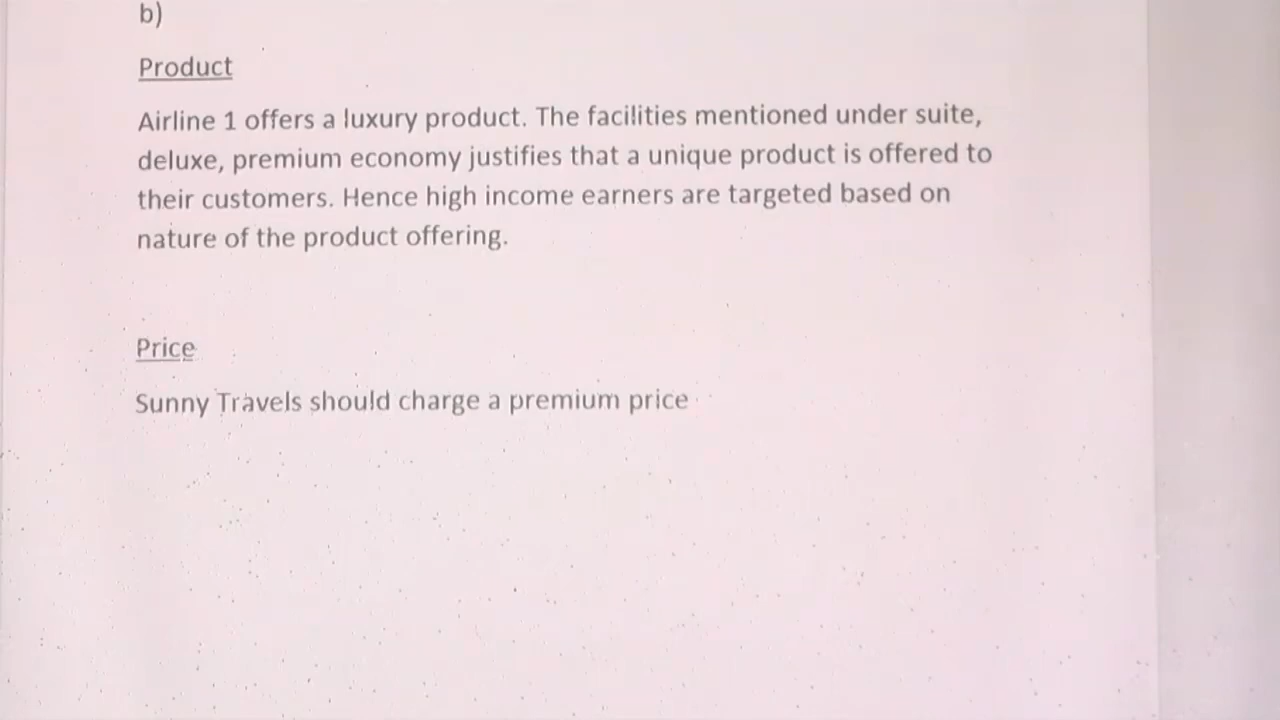 b)
Product
Airline 1 offers a luxury product. The facilities mentioned under suite,
deluxe, premium economy justifies that a unique product is offered to
their customers. Hence high income earners are targeted based on
nature of the product offering.
Price
Sunny Travels should charge a premium price